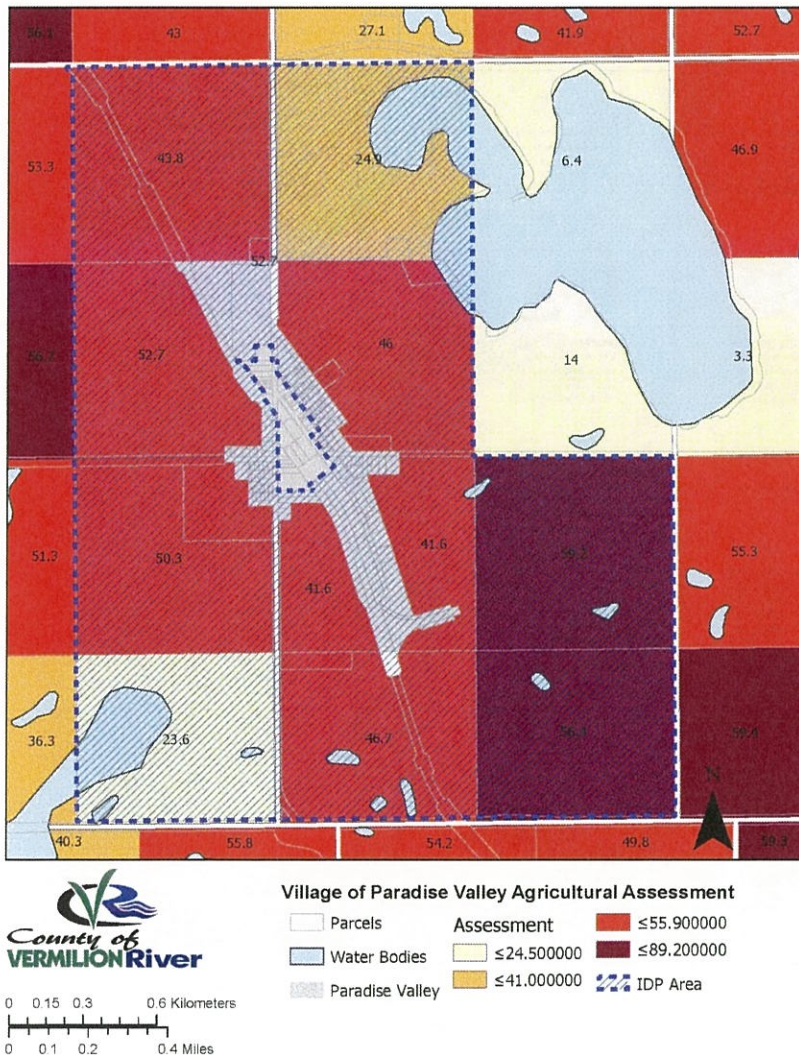 56.1 43 27.1 41.9 52.7
53.3 43.8 24.9 6.4 46.9
52.7
52.7 46 14 3.3
51.3 50.3 41.6 41.6 55.3
36.3 23.6 46.7
N
40.3 55.8 54.2 49.8 59.3
County of
VERMILION River
Village of Paradise Valley Agricultural Assessment
Parcels
Water Bodies
Paradise Valley
Assessment
≤24.500000
≤41.000000
≤55.900000
≤89.200000
IDP Area
0 0.15 0.3 0.6 Kilometers
0 0.1 0.2 0.4 Miles